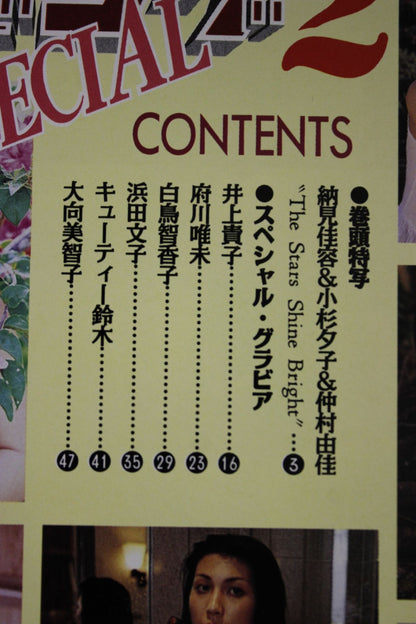 SPECIAL
2
CONTENTS
●巻頭特写
納見佳容&小杉夕子&仲村由佳
"The Stars Shine Bright"…3
●スペシャル・グラビア
井上貴子……16
府川唯未……23
白鳥智香子……29
浜田文子……35
キューティー鈴木……41
大向美智子……47